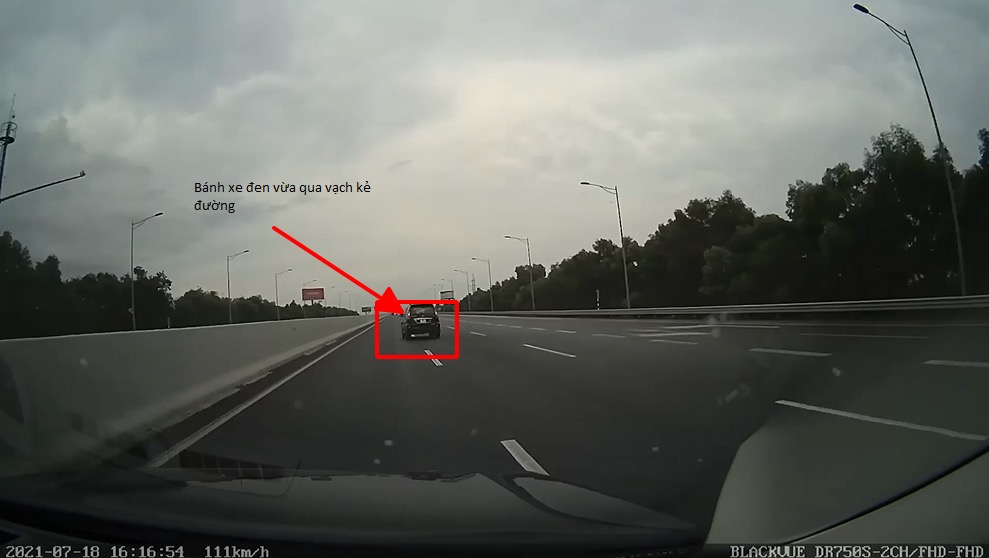 Bánh xe đen vừa qua vạch kẻ
đường
2021-07-18 16:16:54 111km/h
BLACKVUE DR750S-2CH/FHD-FHD